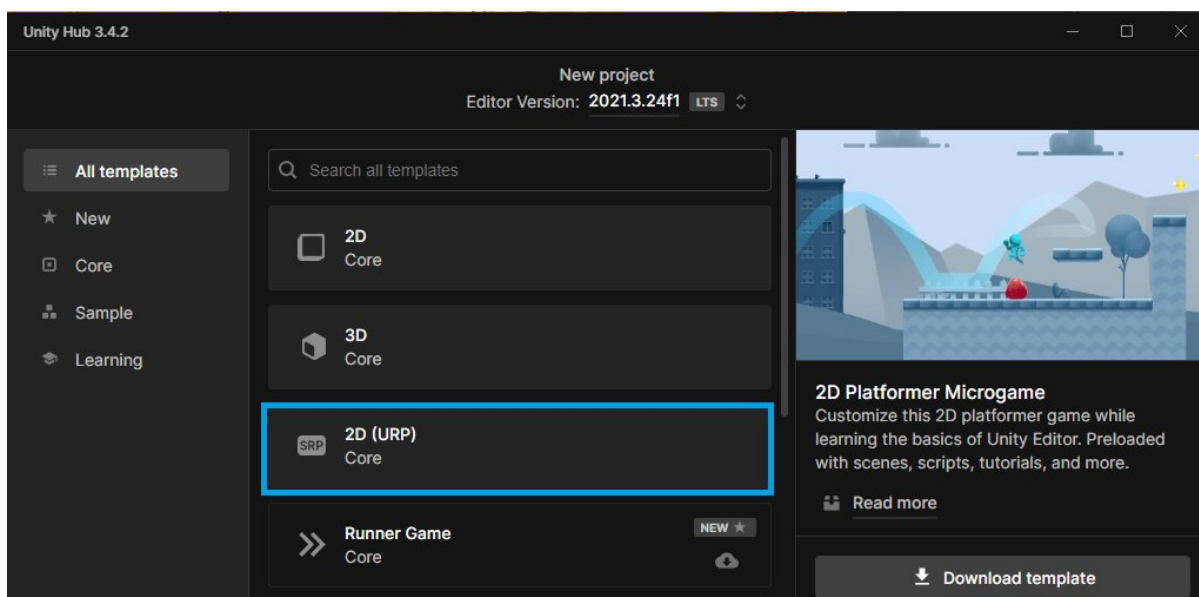 Unity Hub 3.4.2
New project
Editor Version: 2021.3.24f1 LTS
All templates
New
Core
Sample
Learning
Search all templates
2D
Core
3D
Core
SRP
2D (URP)
Core
Runner Game
Core
NEW
2D Platformer Microgame
Customize this 2D platformer game while
learning the basics of Unity Editor. Preloaded
with scenes, scripts, tutorials, and more.
Read more
Download template